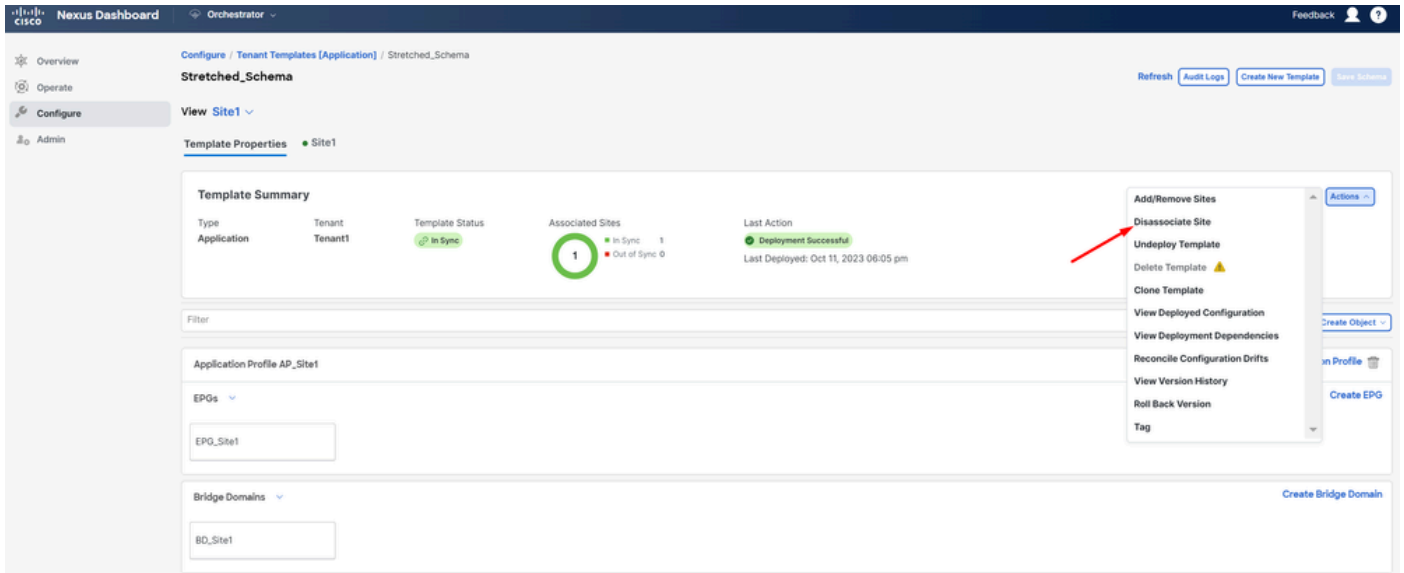 CISCO Nexus Dashboard Orchestrator Feedback ?
Overview
Operate
Configure
Admin
Configure / Tenant Templates [Application] / Stretched_Schema
Stretched_Schema
Refresh Audit Logs Create New Template Save Schema
View Site1
Template Properties Site1
Template Summary
Type Tenant Template Status Associated Sites Last Action
Application Tenant1 In Sync 1 In Sync 1 Deployment Successful
Out of Sync 0 Last Deployed: Oct 11, 2023 06:05 pm
Actions
Add/Remove Sites
Disassociate Site
Undeploy Template
Delete Template
Clone Template
View Deployed Configuration
View Deployment Dependencies
Reconcile Configuration Drifts
View Version History
Roll Back Version
Tag
Filter Create Object
Application Profile AP_Site1 on Profile
EPGs Create EPG
EPG_Site1
Bridge Domains Create Bridge Domain
BD_Site1